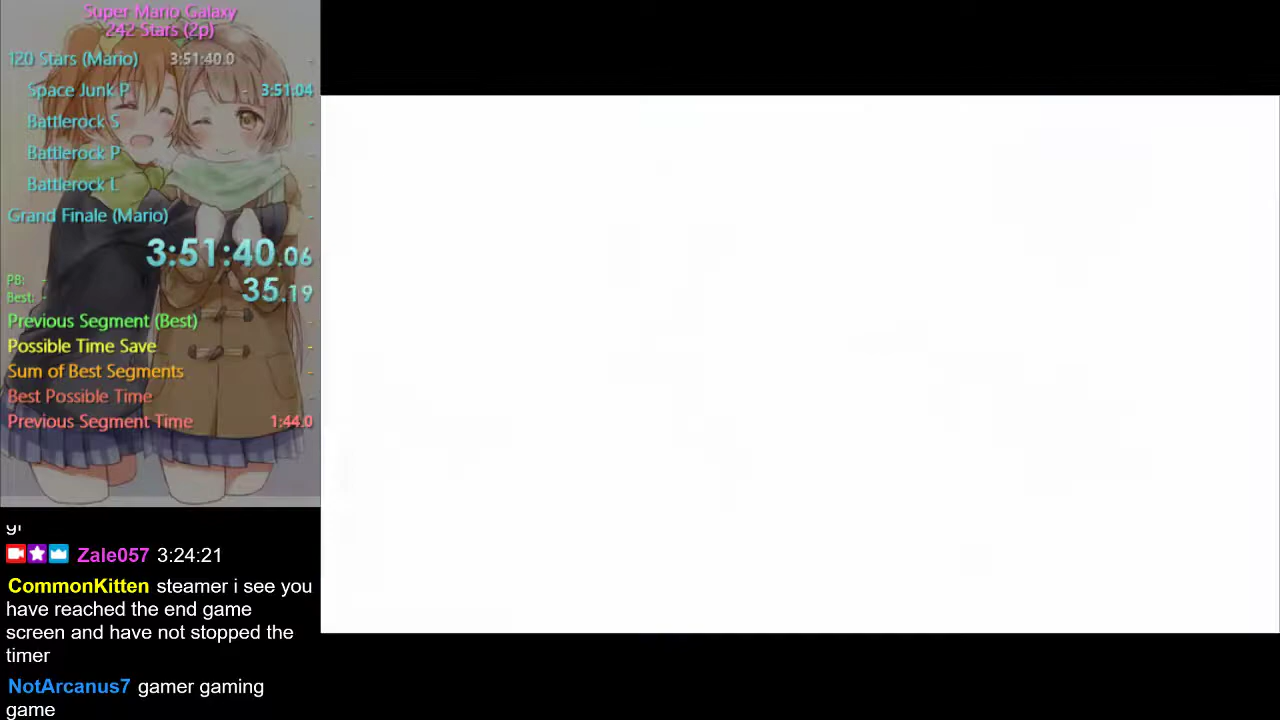 Super Mario Galaxy
242 Stars (2p)
120 Stars (Mario) 3:51:40.0 -
Space Junk P - 3:51:04
Battlerock S -
Battlerock P -
Battlerock L -
Grand Finale (Mario) -
3:51:40.06
PB: -
35.19
Best: -
Previous Segment (Best) -
Possible Time Save -
Sum of Best Segments -
Best Possible Time -
Previous Segment Time 1:44.0
Zale057 3:24:21
CommonKitten steamer i see you
have reached the end game
screen and have not stopped the
timer
NotArcanus7 gamer gaming
game